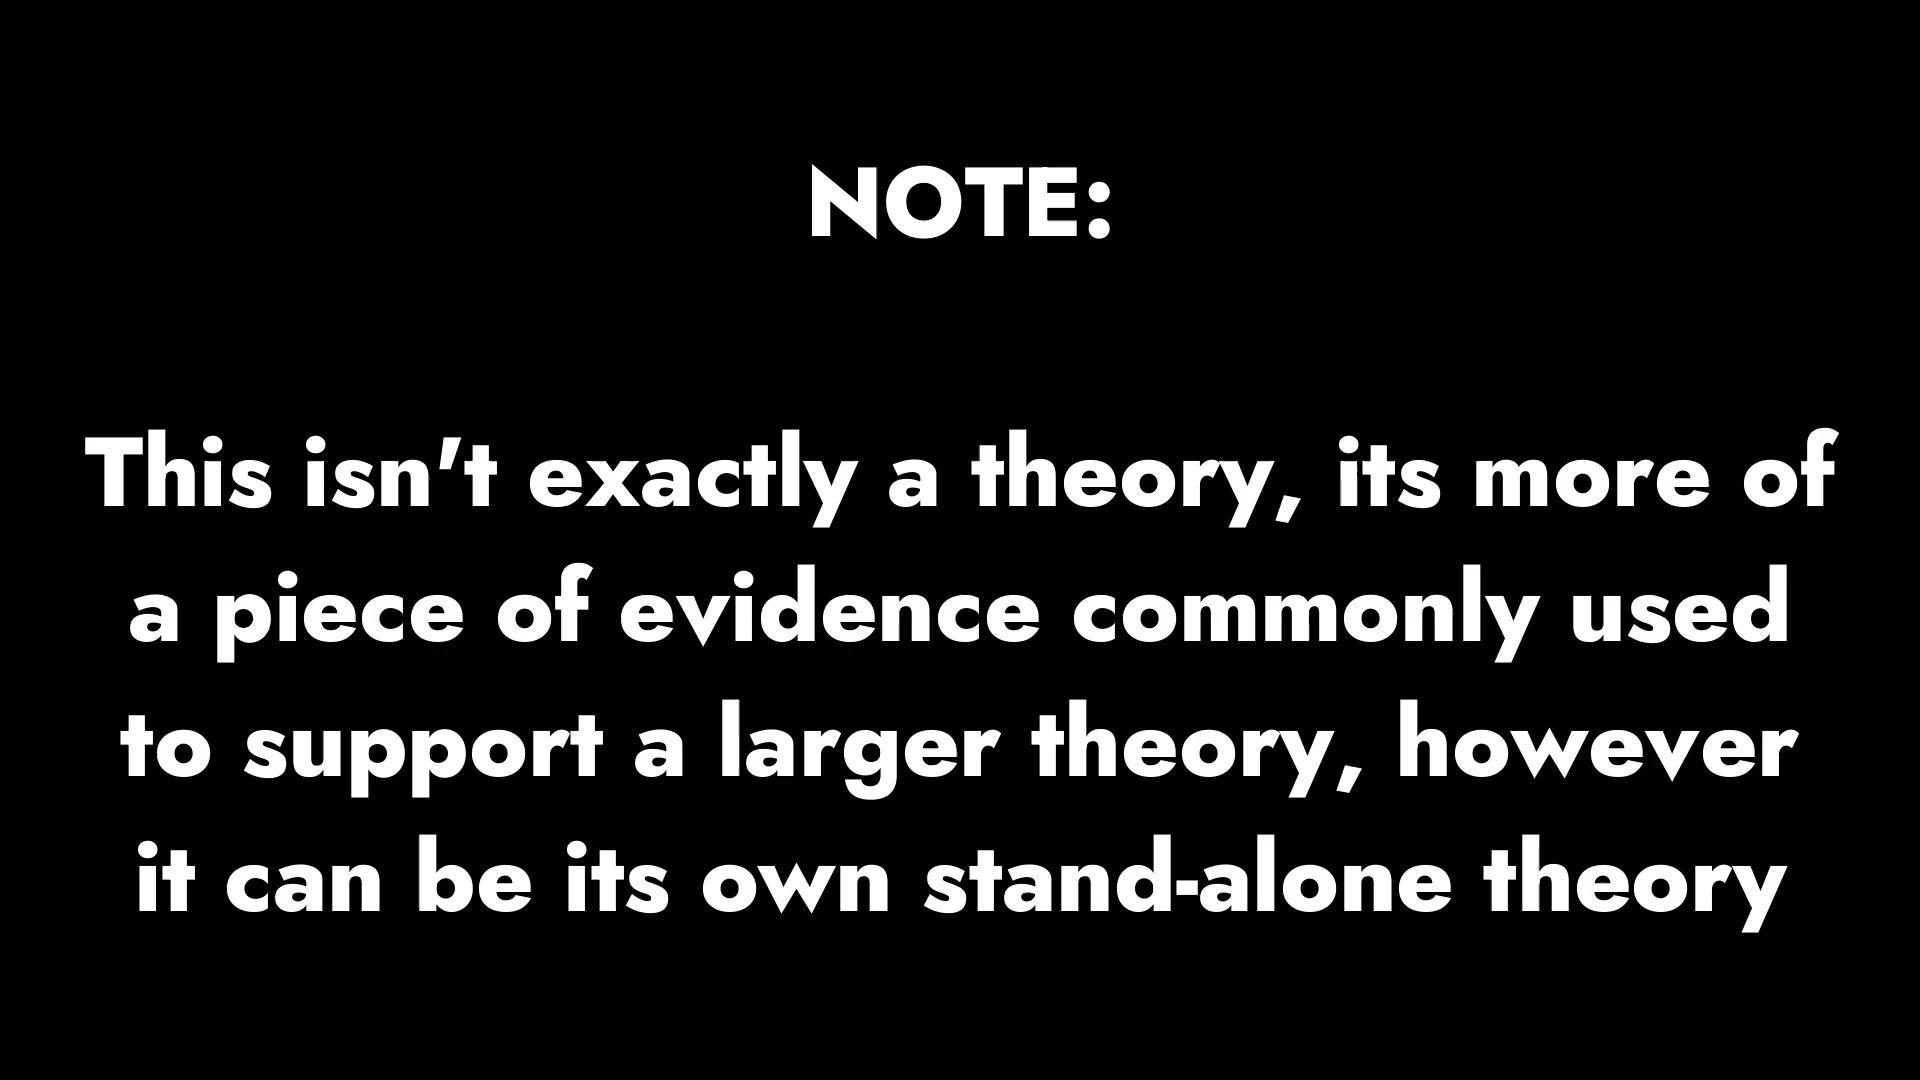 NOTE:
This isn't exactly a theory, its more of
a piece of evidence commonly used
to support a larger theory, however
it can be its own stand-alone theory